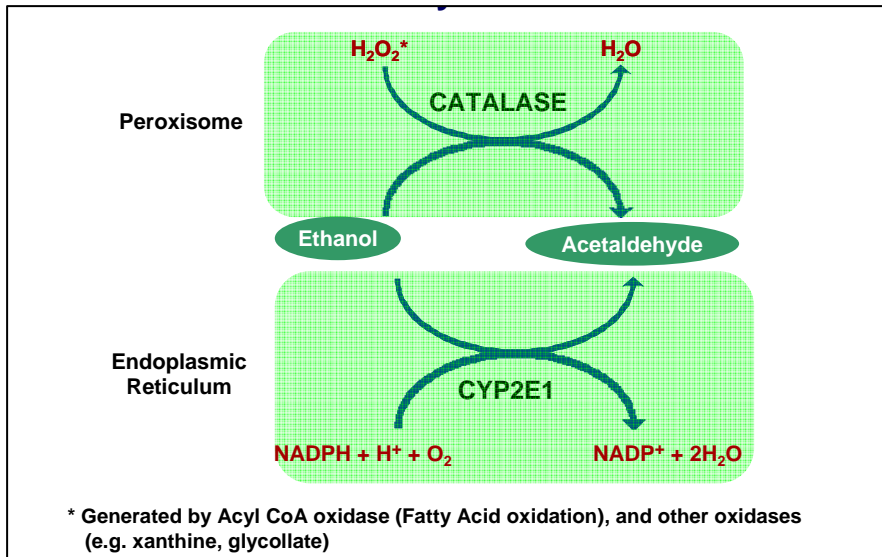 H₂O₂* H₂O
CATALASE
Peroxisome
Ethanol Acetaldehyde
Endoplasmic
Reticulum
CYP2E1
NADPH + H⁺ + O₂ NADP⁺ + 2H₂O
* Generated by Acyl CoA oxidase (Fatty Acid oxidation), and other oxidases
(e.g. xanthine, glycollate)